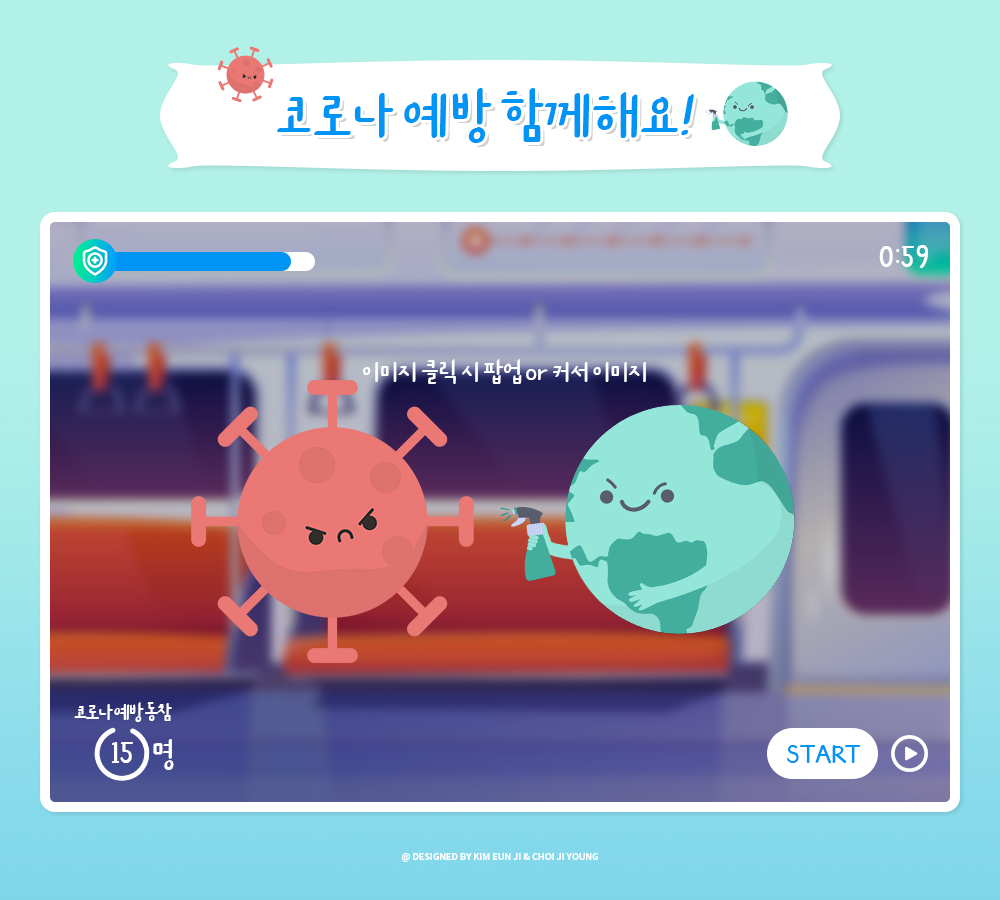 코로나 예방 함께해요!
0:59
이미지 클릭 시 팝업 or 커서 이미지
코로나 예방 동참
15 명
START
@ DESIGNED BY KIM EUN JI & CHOI JI YOUNG